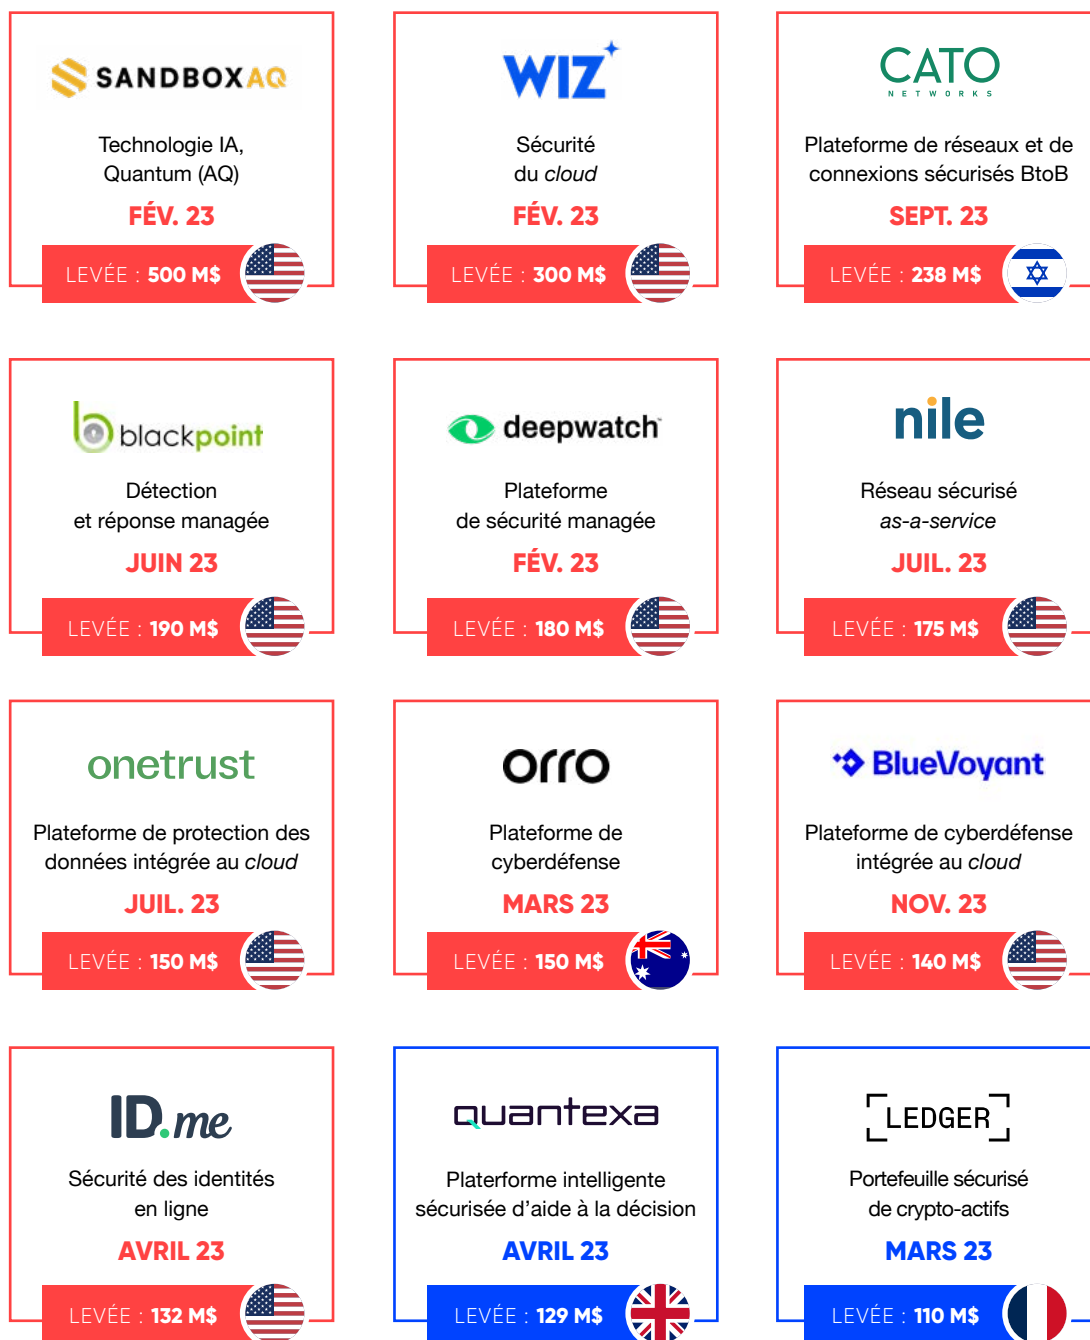 SANDBOXAQ
Technologie IA,
Quantum (AQ)
FÉV. 23
LEVÉE : 500 M$
WIZ
Sécurité
du cloud
FÉV. 23
LEVÉE : 300 M$
CATO
NETWORKS
Plateforme de réseaux et de
connexions sécurisés BtoB
SEPT. 23
LEVÉE : 238 M$
blackpoint
Détection
et réponse managée
JUIN 23
LEVÉE : 190 M$
deepwatch
Plateforme
de sécurité managée
FÉV. 23
LEVÉE : 180 M$
nile
Réseau sécurisé
as-a-service
JUIL. 23
LEVÉE : 175 M$
onetrust
Plateforme de protection des
données intégrée au cloud
JUIL. 23
LEVÉE : 150 M$
orro
Plateforme de
cyberdéfense
MARS 23
LEVÉE : 150 M$
BlueVoyant
Plateforme de cyberdéfense
intégrée au cloud
NOV. 23
LEVÉE : 140 M$
ID.me
Sécurité des identités
en ligne
AVRIL 23
LEVÉE : 132 M$
quantexa
Platerforme intelligente
sécurisée d’aide à la décision
AVRIL 23
LEVÉE : 129 M$
LEDGER
Portefeuille sécurisé
de crypto-actifs
MARS 23
LEVÉE : 110 M$